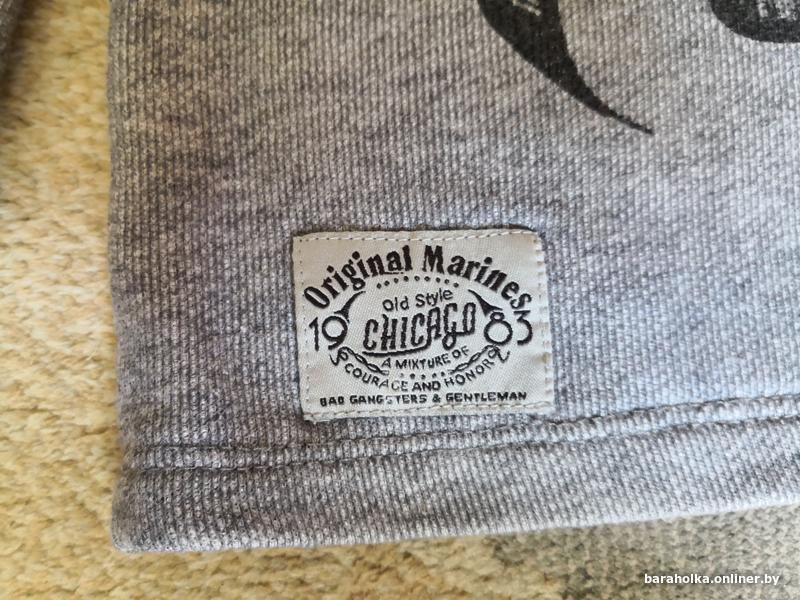 Original Marines
Old Style
19 CHICAGO 83
A MIXTURE OF
COURAGE AND HONOR
BAD GANGSTERS & GENTLEMAN
baraholka.onliner.by